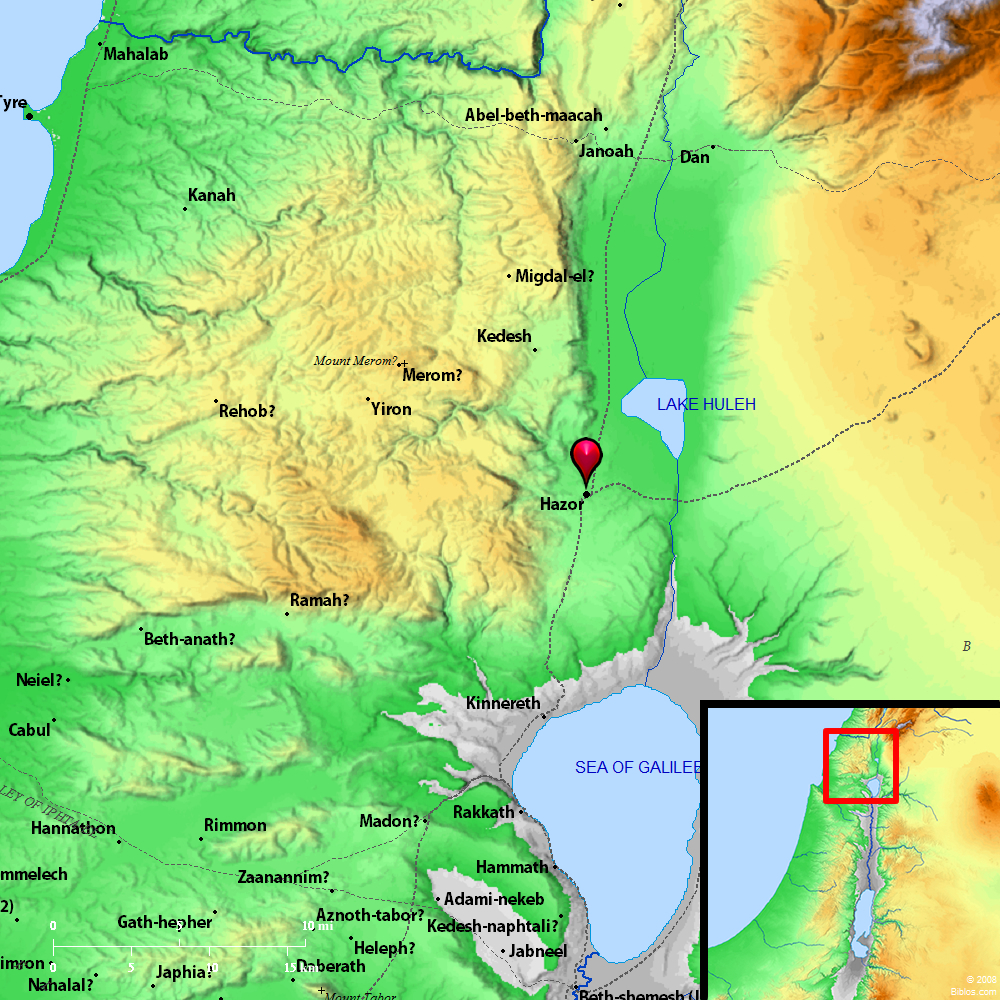 Mahalab
Tyre
Abel-beth-maacah
Janoah
Dan
Kanah
Migdal-el?
Kedesh
Mount Merom?
Merom?
Rehob?
Yiron
LAKE HULEH
Hazor
Ramah?
Beth-anath?
B
Neiel?
Kinnereth
Cabul
SEA OF GALILEE
LEY OF IPHTAH
Rakkath
Madon?
Hannathon
Rimmon
Hammath
mmelech
Zaanannim?
Adami-nekeb
2)
Aznoth-tabor?
Gath-hepher
Kedesh-naphtali?
0 5 10 mi
Heleph?
Jabneel
imron
0 5 10 15 km
Japhia?
Daberath
Nahalal?
Mount Tabor
Beth-shemesh
© 2008
Biblos.com